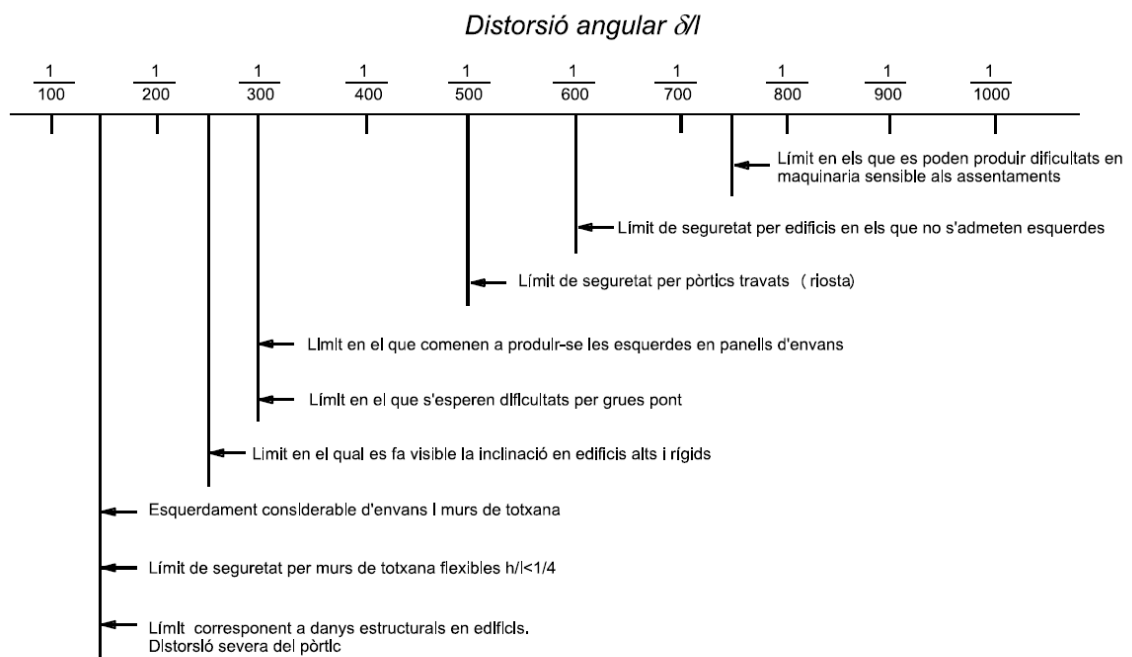 Distorsió angular δ/l
1/100 1/200 1/300 1/400 1/500 1/600 1/700 1/800 1/900 1/1000
Límit en els que es poden produir dificultats en
maquinaria sensible als assentaments
Límit de seguretat per edificis en els que no s'admeten esquerdes
Límit de seguretat per pòrtics travats ( riosta)
Límit en el que comenen a produir-se les esquerdes en panells d'envans
Límit en el que s'esperen dificultats per grues pont
Limit en el qual es fa visible la inclinació en edificis alts i rígids
Esquerdament considerable d'envans I murs de totxana
Límit de seguretat per murs de totxana flexibles h/l<1/4
Límit corresponent a danys estructurals en edificis.
Distorsió severa del pòrtic